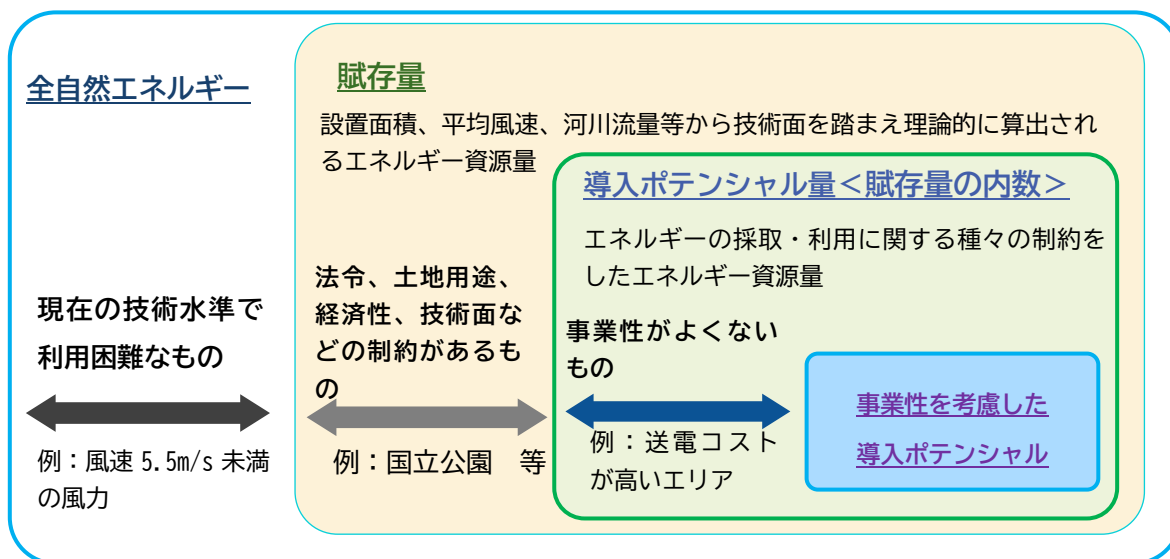 全自然エネルギー
現在の技術水準で
利用困難なもの
例：風速 5.5m/s 未満
の風力
賦存量
設置面積、平均風速、河川流量等から技術面を踏まえ理論的に算出され
るエネルギー資源量
法令、土地用途、
経済性、技術面な
どの制約があるも
の
例：国立公園　等
導入ポテンシャル量＜賦存量の内数＞
エネルギーの採取・利用に関する種々の制約を
したエネルギー資源量
事業性がよくない
もの
例：送電コスト
が高いエリア
事業性を考慮した
導入ポテンシャル